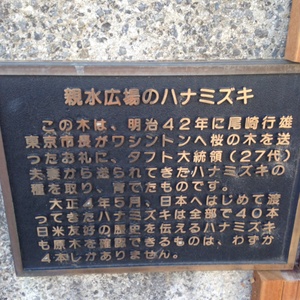 親水広場のハナミズキ
この木は、明治42年に尾崎行雄
東京市長がワシントンへ桜の木を送
ったお礼に、タフト大統領(27代)
夫妻から送られてきたハナミズキの
種を取り、育てたものです。
大正4年5月、日本へはじめて渡
ってきたハナミズキは全部で40本
日米友好の歴史を伝えるハナミズキ
も原木を確認できるものは、わずか
4本しかありません。